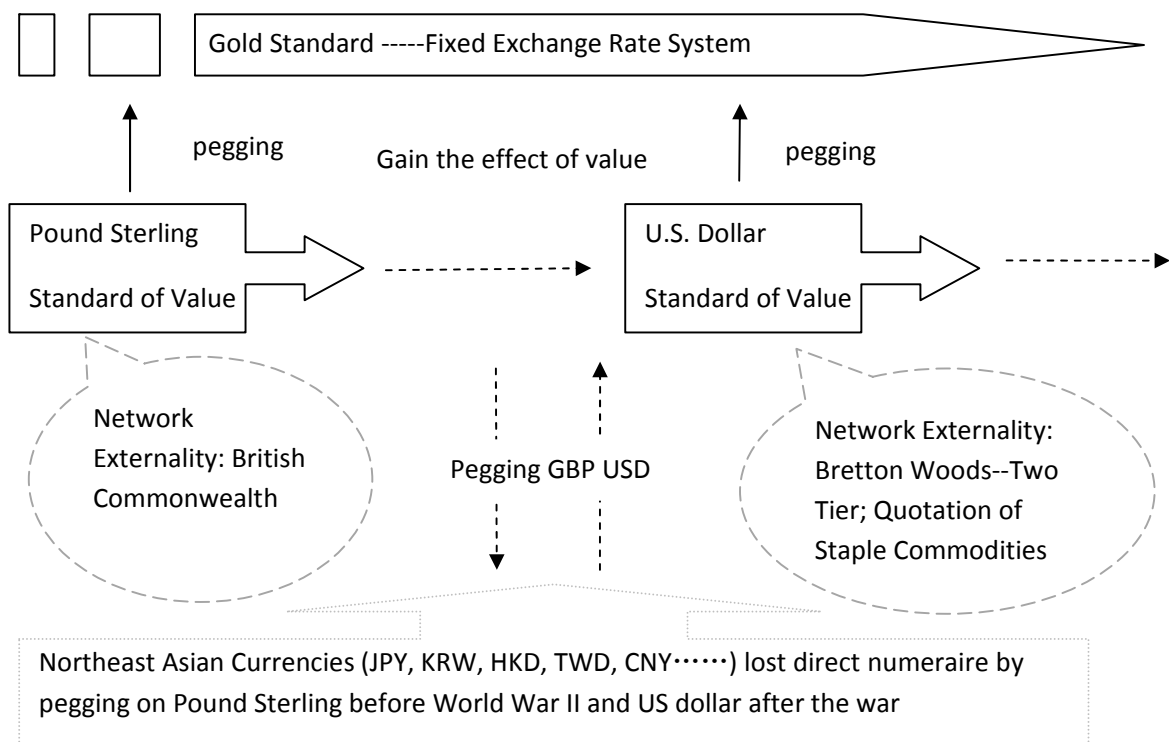 Gold Standard -----Fixed Exchange Rate System
pegging
Gain the effect of value
pegging
Pound Sterling
Standard of Value
U.S. Dollar
Standard of Value
Network
Externality: British
Commonwealth
Pegging GBP USD
Network Externality:
Bretton Woods--Two
Tier; Quotation of
Staple Commodities
Northeast Asian Currencies (JPY, KRW, HKD, TWD, CNY⋯⋯) lost direct numeraire by
pegging on Pound Sterling before World War II and US dollar after the war